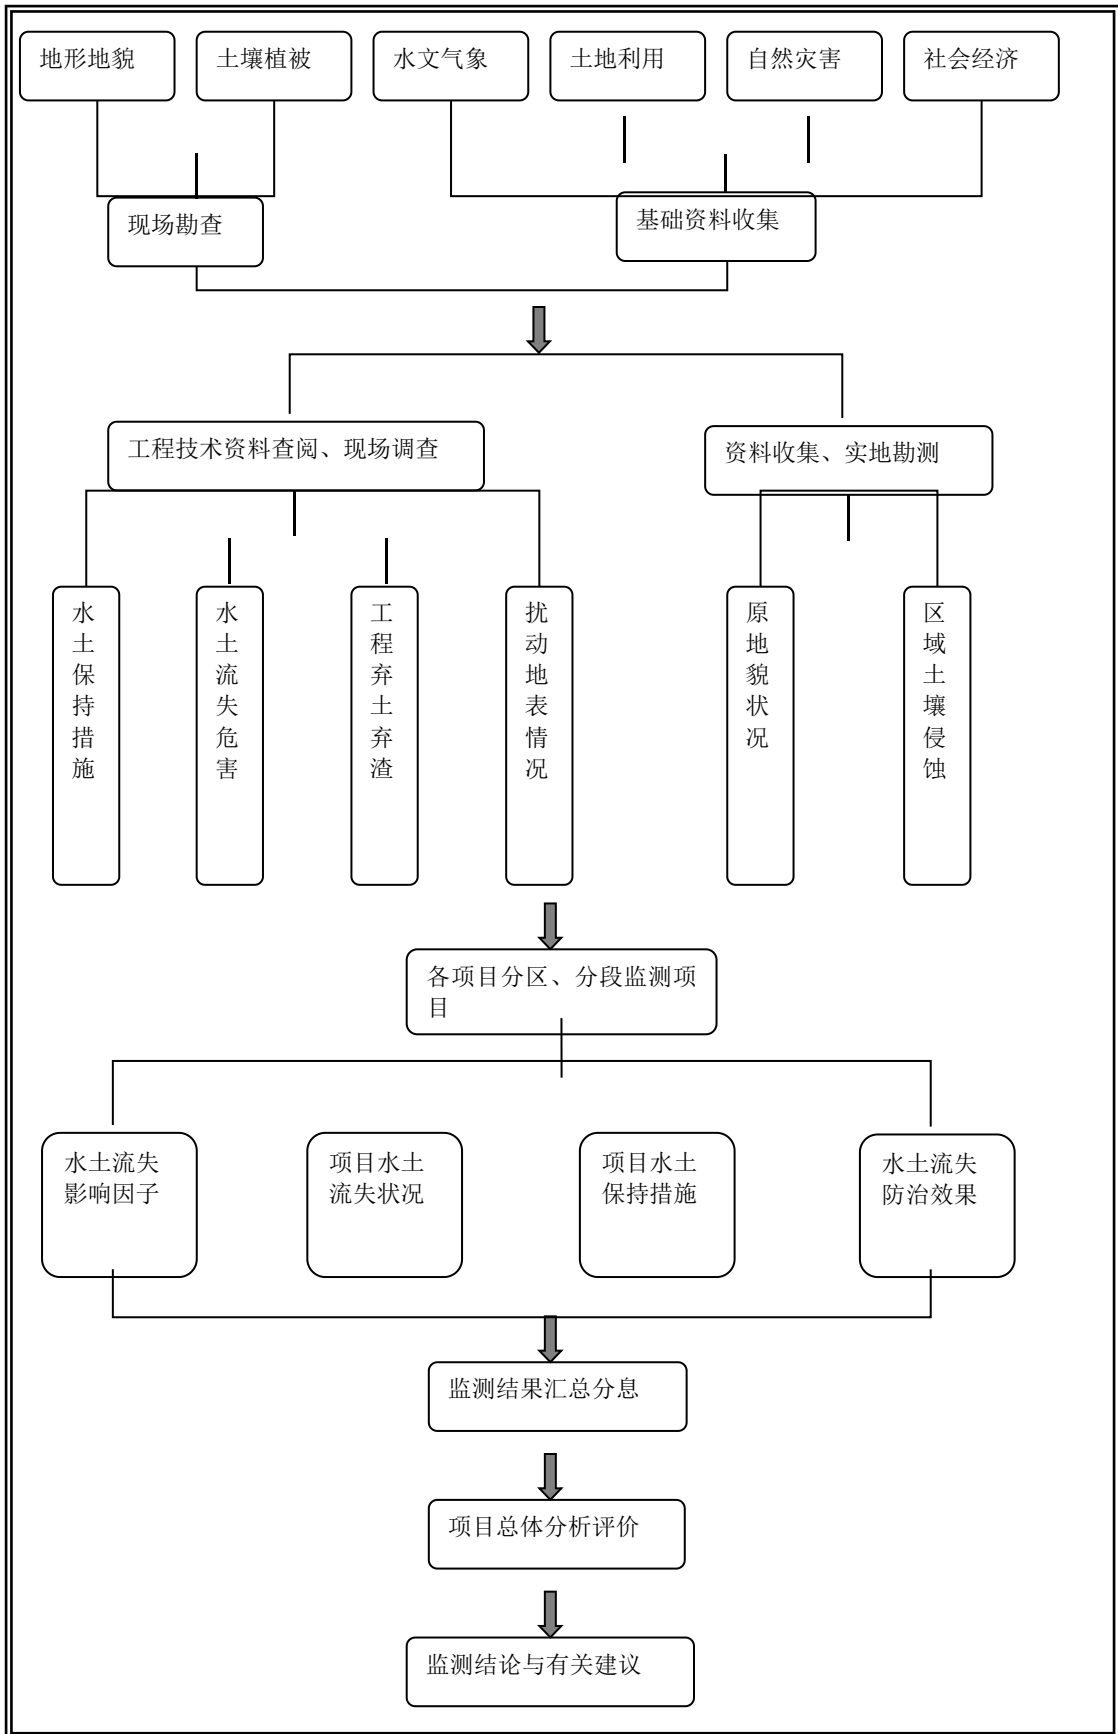 地形地貌
土壤植被
水文气象
土地利用
自然灾害
社会经济
现场勘查
基础资料收集
工程技术资料查阅、现场调查
资料收集、实地勘测
水土保持措施
水土流失危害
工程弃土弃渣
扰动地表情况
原地貌状况
区域土壤侵蚀
各项目分区、分段监测项
目
水土流失
影响因子
项目水土
流失状况
项目水土
保持措施
水土流失
防治效果
监测结果汇总分息
项目总体分析评价
监测结论与有关建议